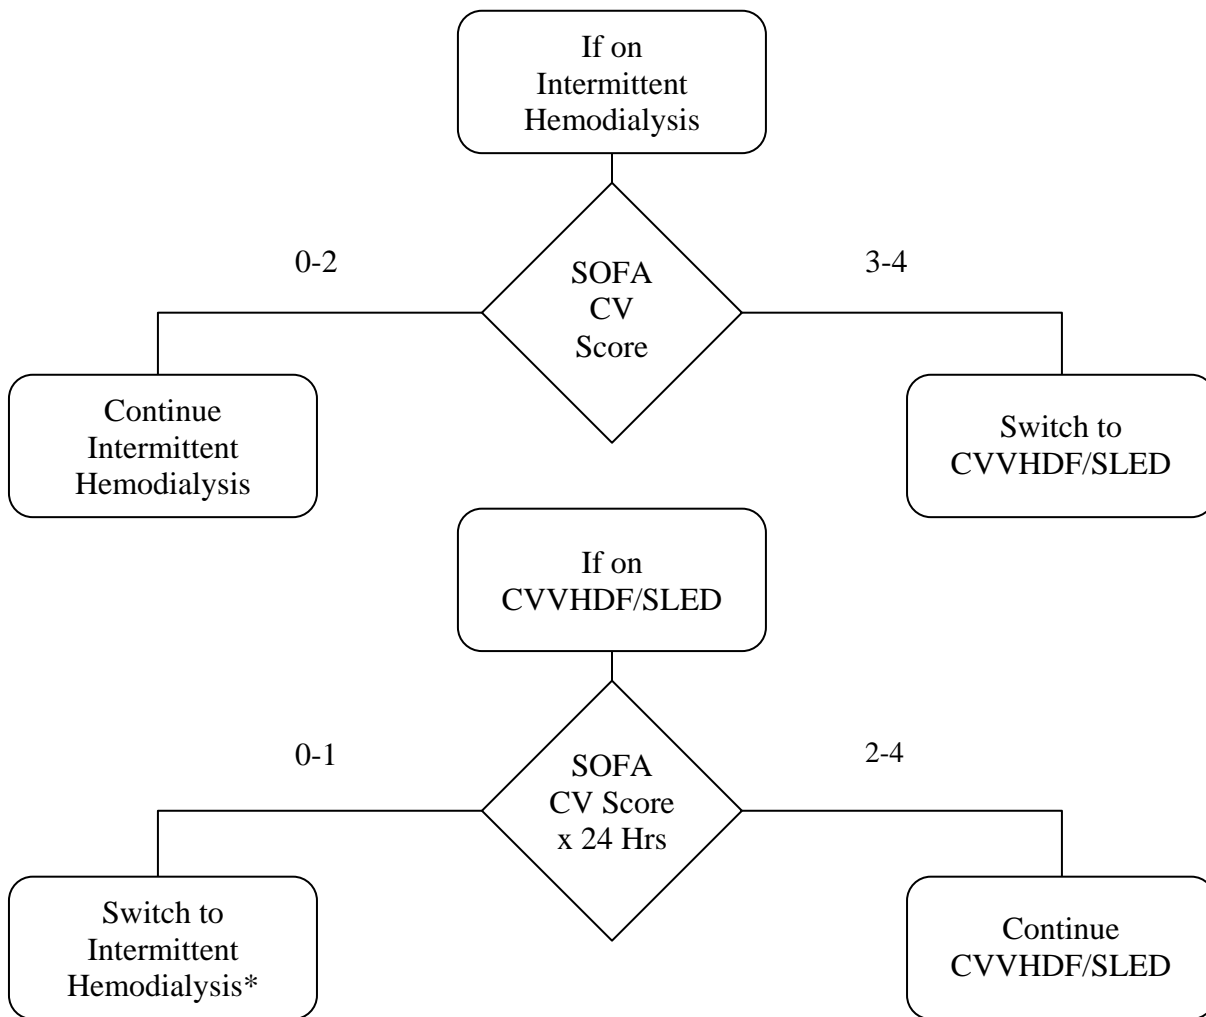 If on
Intermittent
Hemodialysis
0-2
SOFA
CV
Score
3-4
Continue
Intermittent
Hemodialysis
Switch to
CVVHDF/SLED
If on
CVVHDF/SLED
0-1
SOFA
CV Score
x 24 Hrs
2-4
Switch to
Intermittent
Hemodialysis*
Continue
CVVHDF/SLED